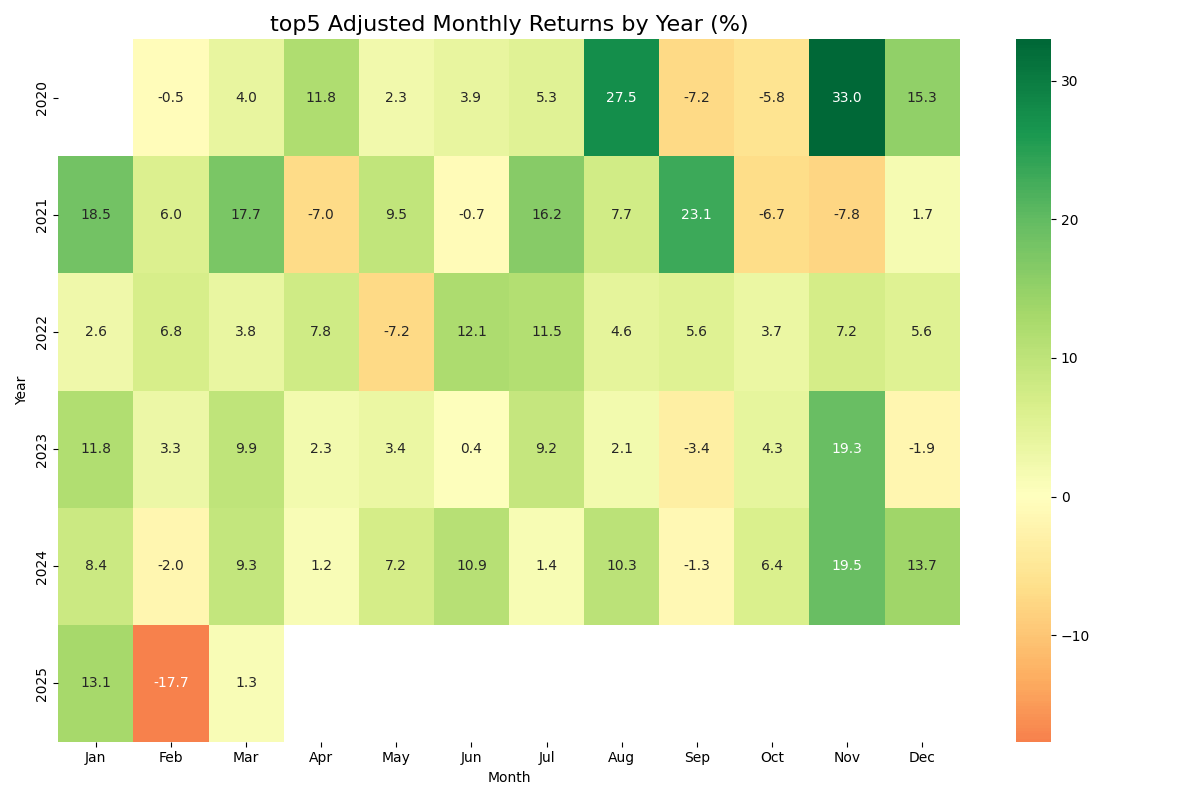 top5 Adjusted Monthly Returns by Year (%)
2020 -0.5 4.0 11.8 2.3 3.9 5.3 27.5 -7.2 -5.8 33.0 15.3
2021 18.5 6.0 17.7 -7.0 9.5 -0.7 16.2 7.7 23.1 -6.7 -7.8 1.7
2022 2.6 6.8 3.8 7.8 -7.2 12.1 11.5 4.6 5.6 3.7 7.2 5.6
2023 11.8 3.3 9.9 2.3 3.4 0.4 9.2 2.1 -3.4 4.3 19.3 -1.9
2024 8.4 -2.0 9.3 1.2 7.2 10.9 1.4 10.3 -1.3 6.4 19.5 13.7
2025 13.1 -17.7 1.3
Year
Jan Feb Mar Apr May Jun Jul Aug Sep Oct Nov Dec
Month
30
20
10
0
−10